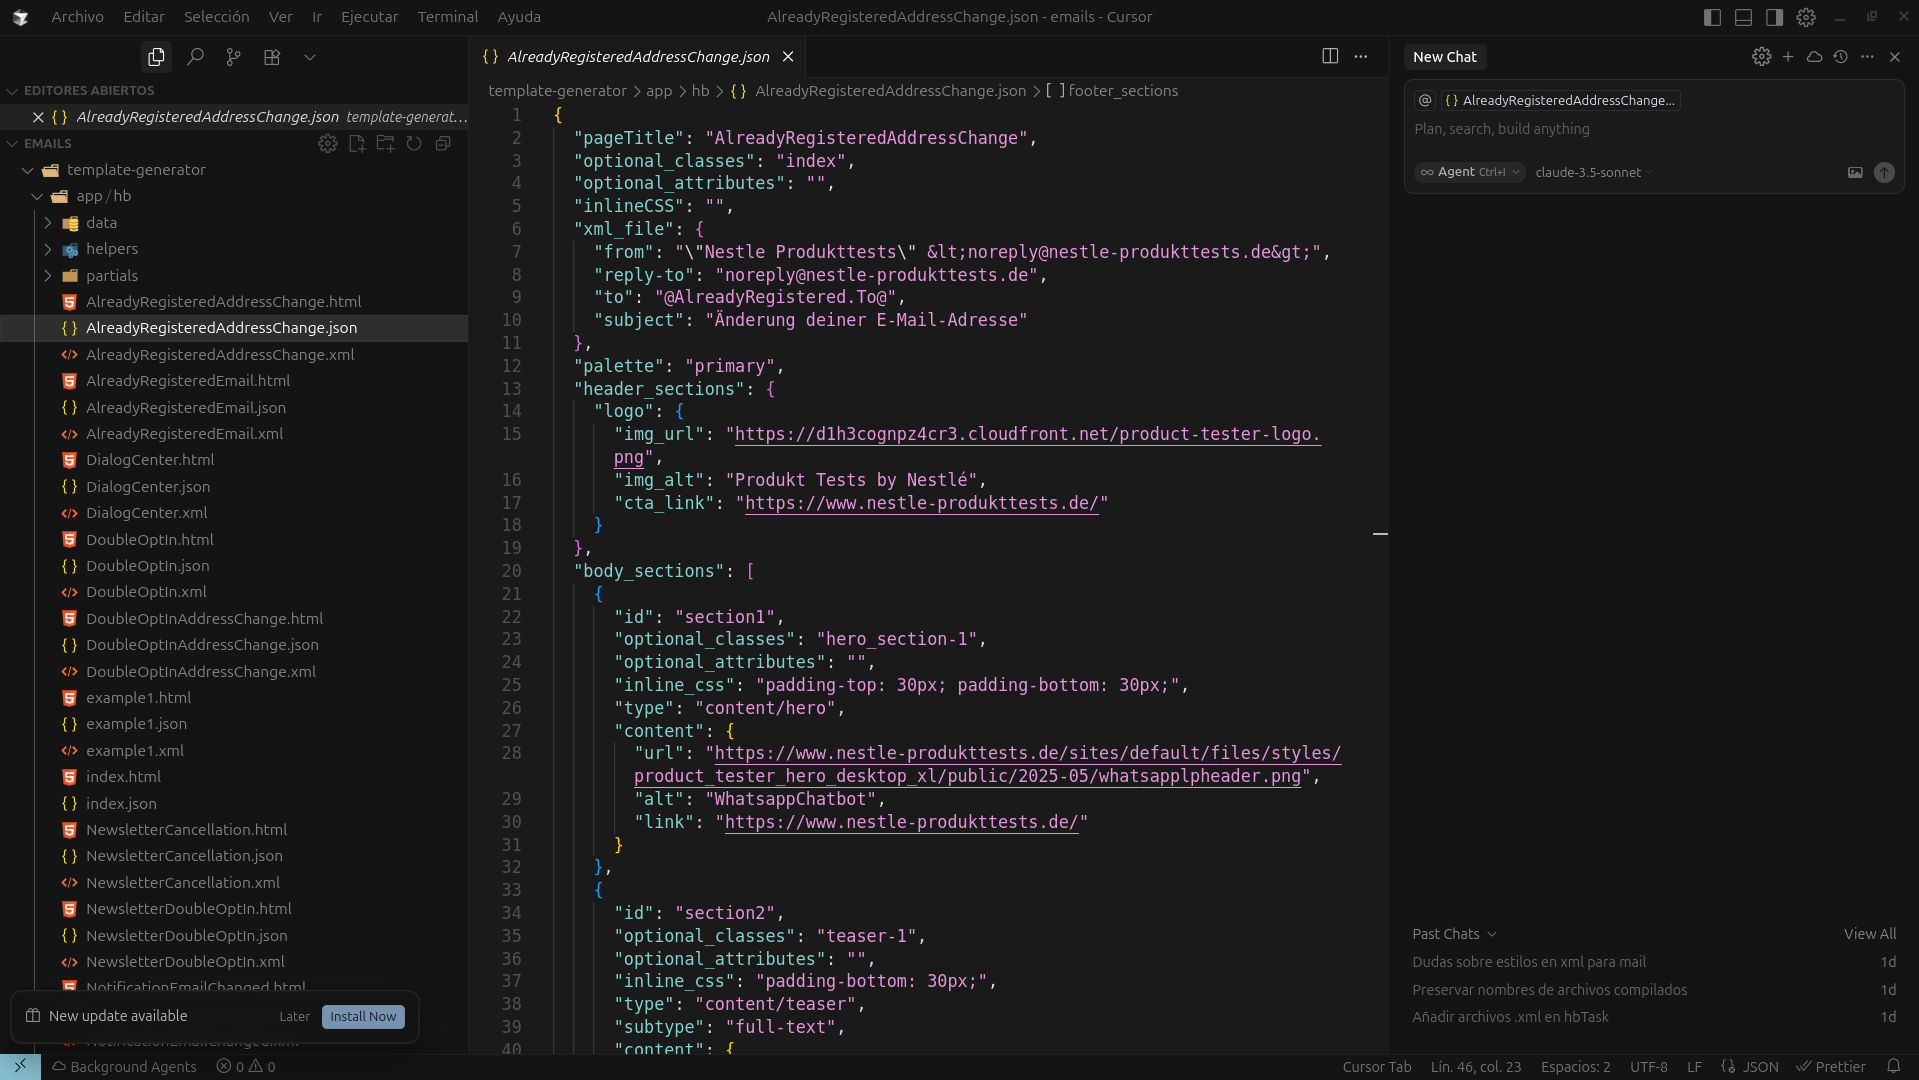 Archivo Editar Selección Ver Ir Ejecutar Terminal Ayuda
AlreadyRegisteredAddressChange.json - emails - Cursor
EDITORES ABIERTOS
AlreadyRegisteredAddressChange.json template-generat...
EMAILS
template-generator
app/hb
data
helpers
partials
AlreadyRegisteredAddressChange.html
AlreadyRegisteredAddressChange.json
AlreadyRegisteredAddressChange.xml
AlreadyRegisteredEmail.html
AlreadyRegisteredEmail.json
AlreadyRegisteredEmail.xml
DialogCenter.html
DialogCenter.json
DialogCenter.xml
DoubleOptIn.html
DoubleOptIn.json
DoubleOptIn.xml
DoubleOptInAddressChange.html
DoubleOptInAddressChange.json
DoubleOptInAddressChange.xml
example1.html
example1.json
example1.xml
index.html
index.json
NewsletterCancellation.html
NewsletterCancellation.json
NewsletterCancellation.xml
NewsletterDoubleOptIn.html
NewsletterDoubleOptIn.json
NewsletterDoubleOptIn.xml
NotificationEmailChanged.html
New update available Later Install Now
NotificationEmailChanged.xml
AlreadyRegisteredAddressChange.json
template-generator > app > hb > {} AlreadyRegisteredAddressChange.json > [ ] footer_sections
1 {
2 "pageTitle": "AlreadyRegisteredAddressChange",
3 "optional_classes": "index",
4 "optional_attributes": "",
5 "inlineCSS": "",
6 "xml_file": {
7 "from": "\"Nestle Produkttests\" &lt;noreply@nestle-produkttests.de&gt;",
8 "reply-to": "noreply@nestle-produkttests.de",
9 "to": "@AlreadyRegistered.To@",
10 "subject": "Änderung deiner E-Mail-Adresse"
11 },
12 "palette": "primary",
13 "header_sections": {
14 "logo": {
15 "img_url": "https://d1h3cognpz4cr3.cloudfront.net/product-tester-logo.
png",
16 "img_alt": "Produkt Tests by Nestlé",
17 "cta_link": "https://www.nestle-produkttests.de/"
18 }
19 },
20 "body_sections": [
21 {
22 "id": "section1",
23 "optional_classes": "hero_section-1",
24 "optional_attributes": "",
25 "inline_css": "padding-top: 30px; padding-bottom: 30px;",
26 "type": "content/hero",
27 "content": {
28 "url": "https://www.nestle-produkttests.de/sites/default/files/styles/
product_tester_hero_desktop_xl/public/2025-05/whatsapplpheader.png",
29 "alt": "WhatsappChatbot",
30 "link": "https://www.nestle-produkttests.de/"
31 }
32 },
33 {
34 "id": "section2",
35 "optional_classes": "teaser-1",
36 "optional_attributes": "",
37 "inline_css": "padding-bottom: 30px;",
38 "type": "content/teaser",
39 "subtype": "full-text",
40 "content": {
New Chat
@ {} AlreadyRegisteredAddressChange...
Plan, search, build anything
Agent Ctrl+I claude-3.5-sonnet
Past Chats View All
Dudas sobre estilos en xml para mail 1d
Preservar nombres de archivos compilados 1d
Añadir archivos .xml en hbTask 1d
Background Agents 0 0
Cursor Tab Lín. 46, col. 23 Espacios: 2 UTF-8 LF {} JSON Prettier